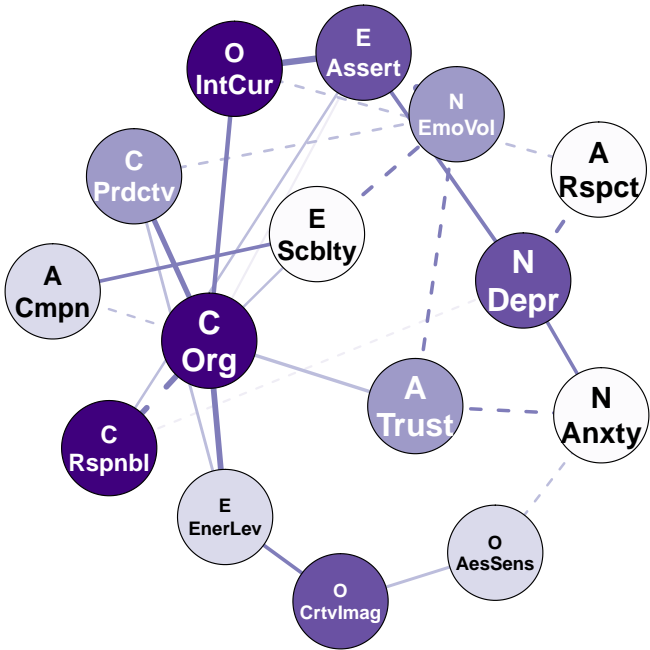 O
IntCur
E
Assert
N
EmoVol
C
Prdctv
A
Rspct
E
Scblty
A
Cmpn
N
Depr
C
Org
A
Trust
N
Anxty
C
Rspnbl
E
EnerLev
O
AesSens
O
CrtvImag